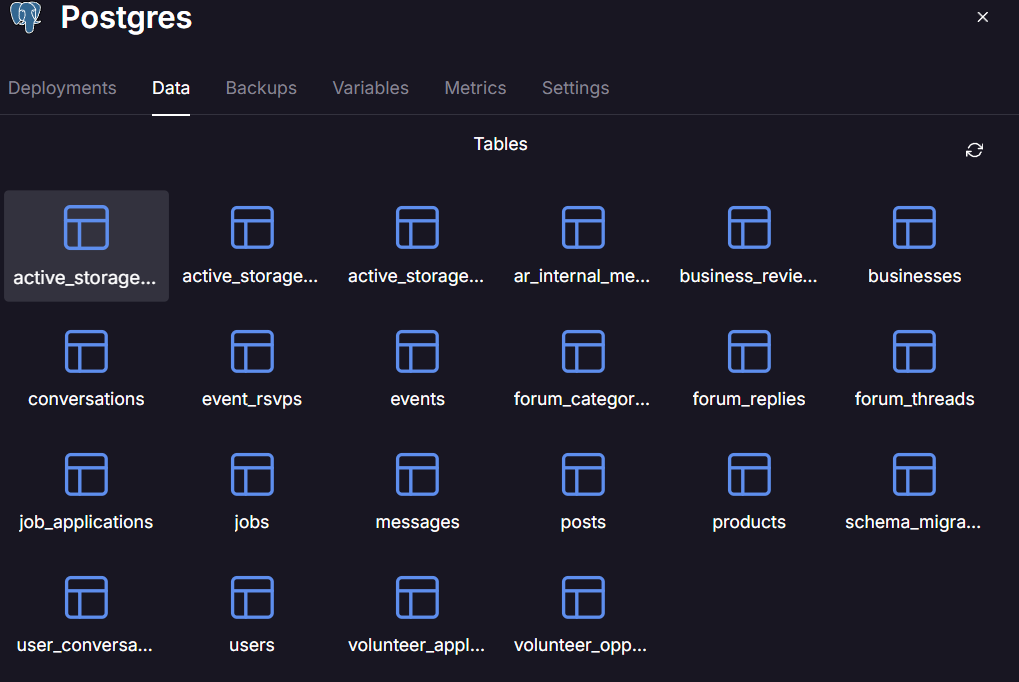 Postgres
Deployments Data Backups Variables Metrics Settings
Tables
active_storage... active_storage... active_storage... ar_internal_me... business_revie... businesses
conversations event_rsvps events forum_categor... forum_replies forum_threads
job_applications jobs messages posts products schema_migra...
user_conversa... users volunteer_appl... volunteer_opp...